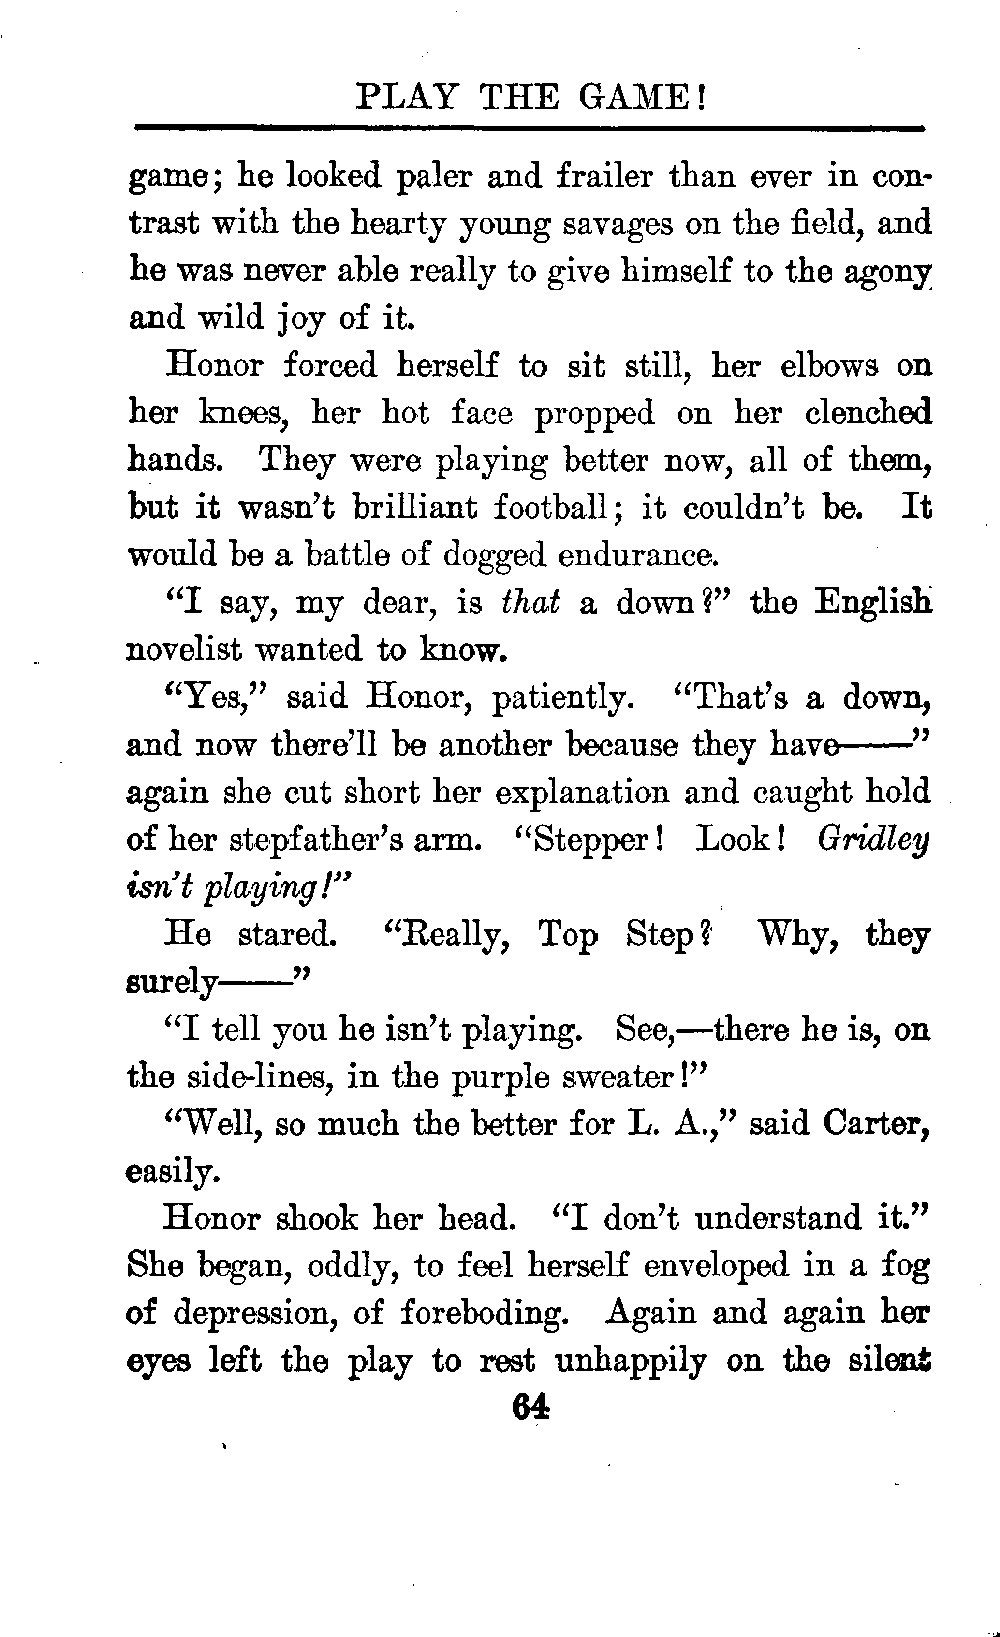 PLAY THE GAME!
game; he looked paler and frailer than ever in con-
trast with the hearty young savages on the field, and
he was never able really to give himself to the agony
and wild joy of it.
Honor forced herself to sit still, her elbows on
her knees, her hot face propped on her clenched
hands. They were playing better now, all of them,
but it wasn't brilliant football; it couldn't be. It
would be a battle of dogged endurance.
"I say, my dear, is that a down?" the English
novelist wanted to know.
"Yes," said Honor, patiently. "That's a down,
and now there'll be another because they have——"
again she cut short her explanation and caught hold
of her stepfather's arm. "Stepper! Look! Gridley
isn't playing!"
He stared. "Really, Top Step? Why, they
surely——"
"I tell you he isn't playing. See,—there he is, on
the side-lines, in the purple sweater!"
"Well, so much the better for L. A.," said Carter,
easily.
Honor shook her head. "I don't understand it."
She began, oddly, to feel herself enveloped in a fog
of depression, of foreboding. Again and again her
eyes left the play to rest unhappily on the silent
64